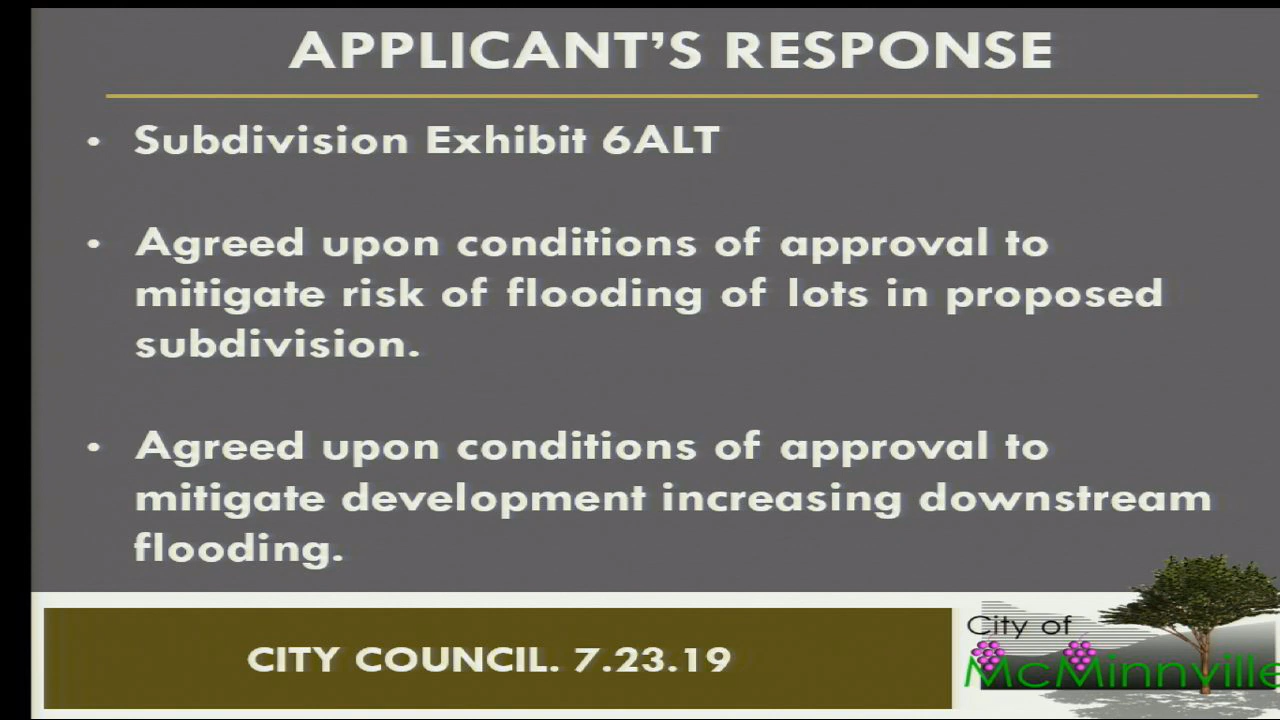 APPLICANT'S RESPONSE
• Subdivision Exhibit 6ALT
• Agreed upon conditions of approval to
mitigate risk of flooding of lots in proposed
subdivision.
• Agreed upon conditions of approval to
mitigate development increasing downstream
flooding.
CITY COUNCIL. 7.23.19
City of
McMinnville